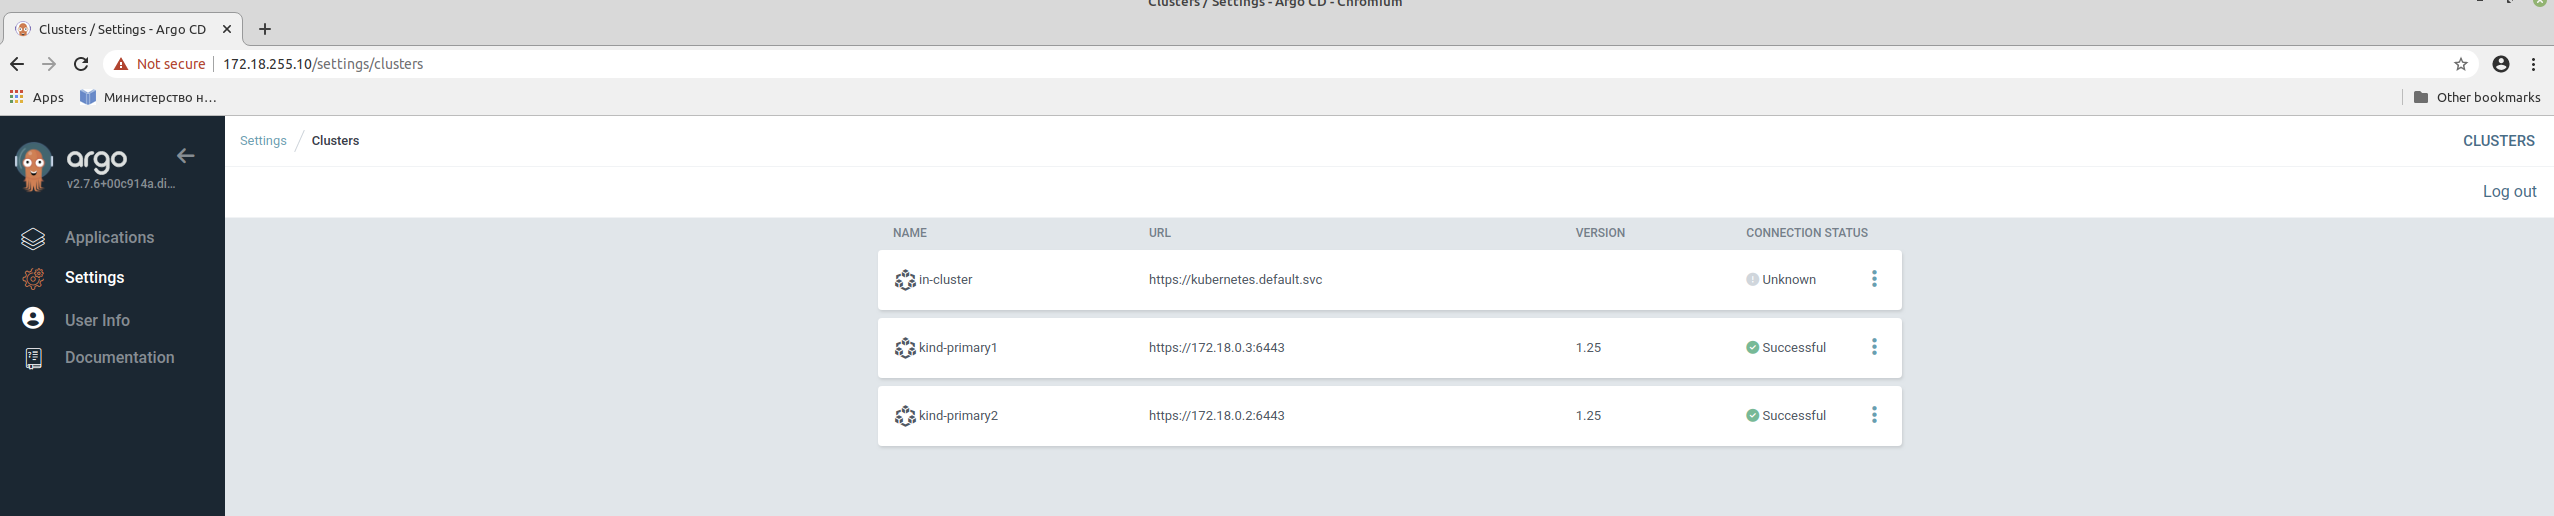 Clusters / Settings - Argo CD - Chromium
Clusters / Settings - Argo CD
Not secure 172.18.255.10/settings/clusters
Apps Министерство н... Other bookmarks
argo
v2.7.6+00c914a.di...
Settings / Clusters CLUSTERS
Log out
Applications
Settings
User Info
Documentation
NAME URL VERSION CONNECTION STATUS
in-cluster https://kubernetes.default.svc Unknown
kind-primary1 https://172.18.0.3:6443 1.25 Successful
kind-primary2 https://172.18.0.2:6443 1.25 Successful